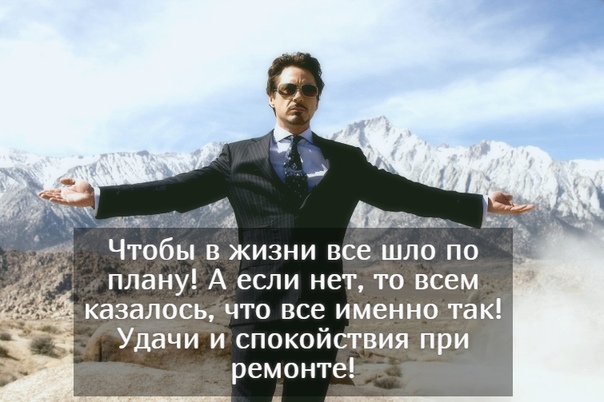 Чтобы в жизни все шло по
плану! А если нет, то всем
казалось, что все именно так!
Удачи и спокойствия при
ремонте!